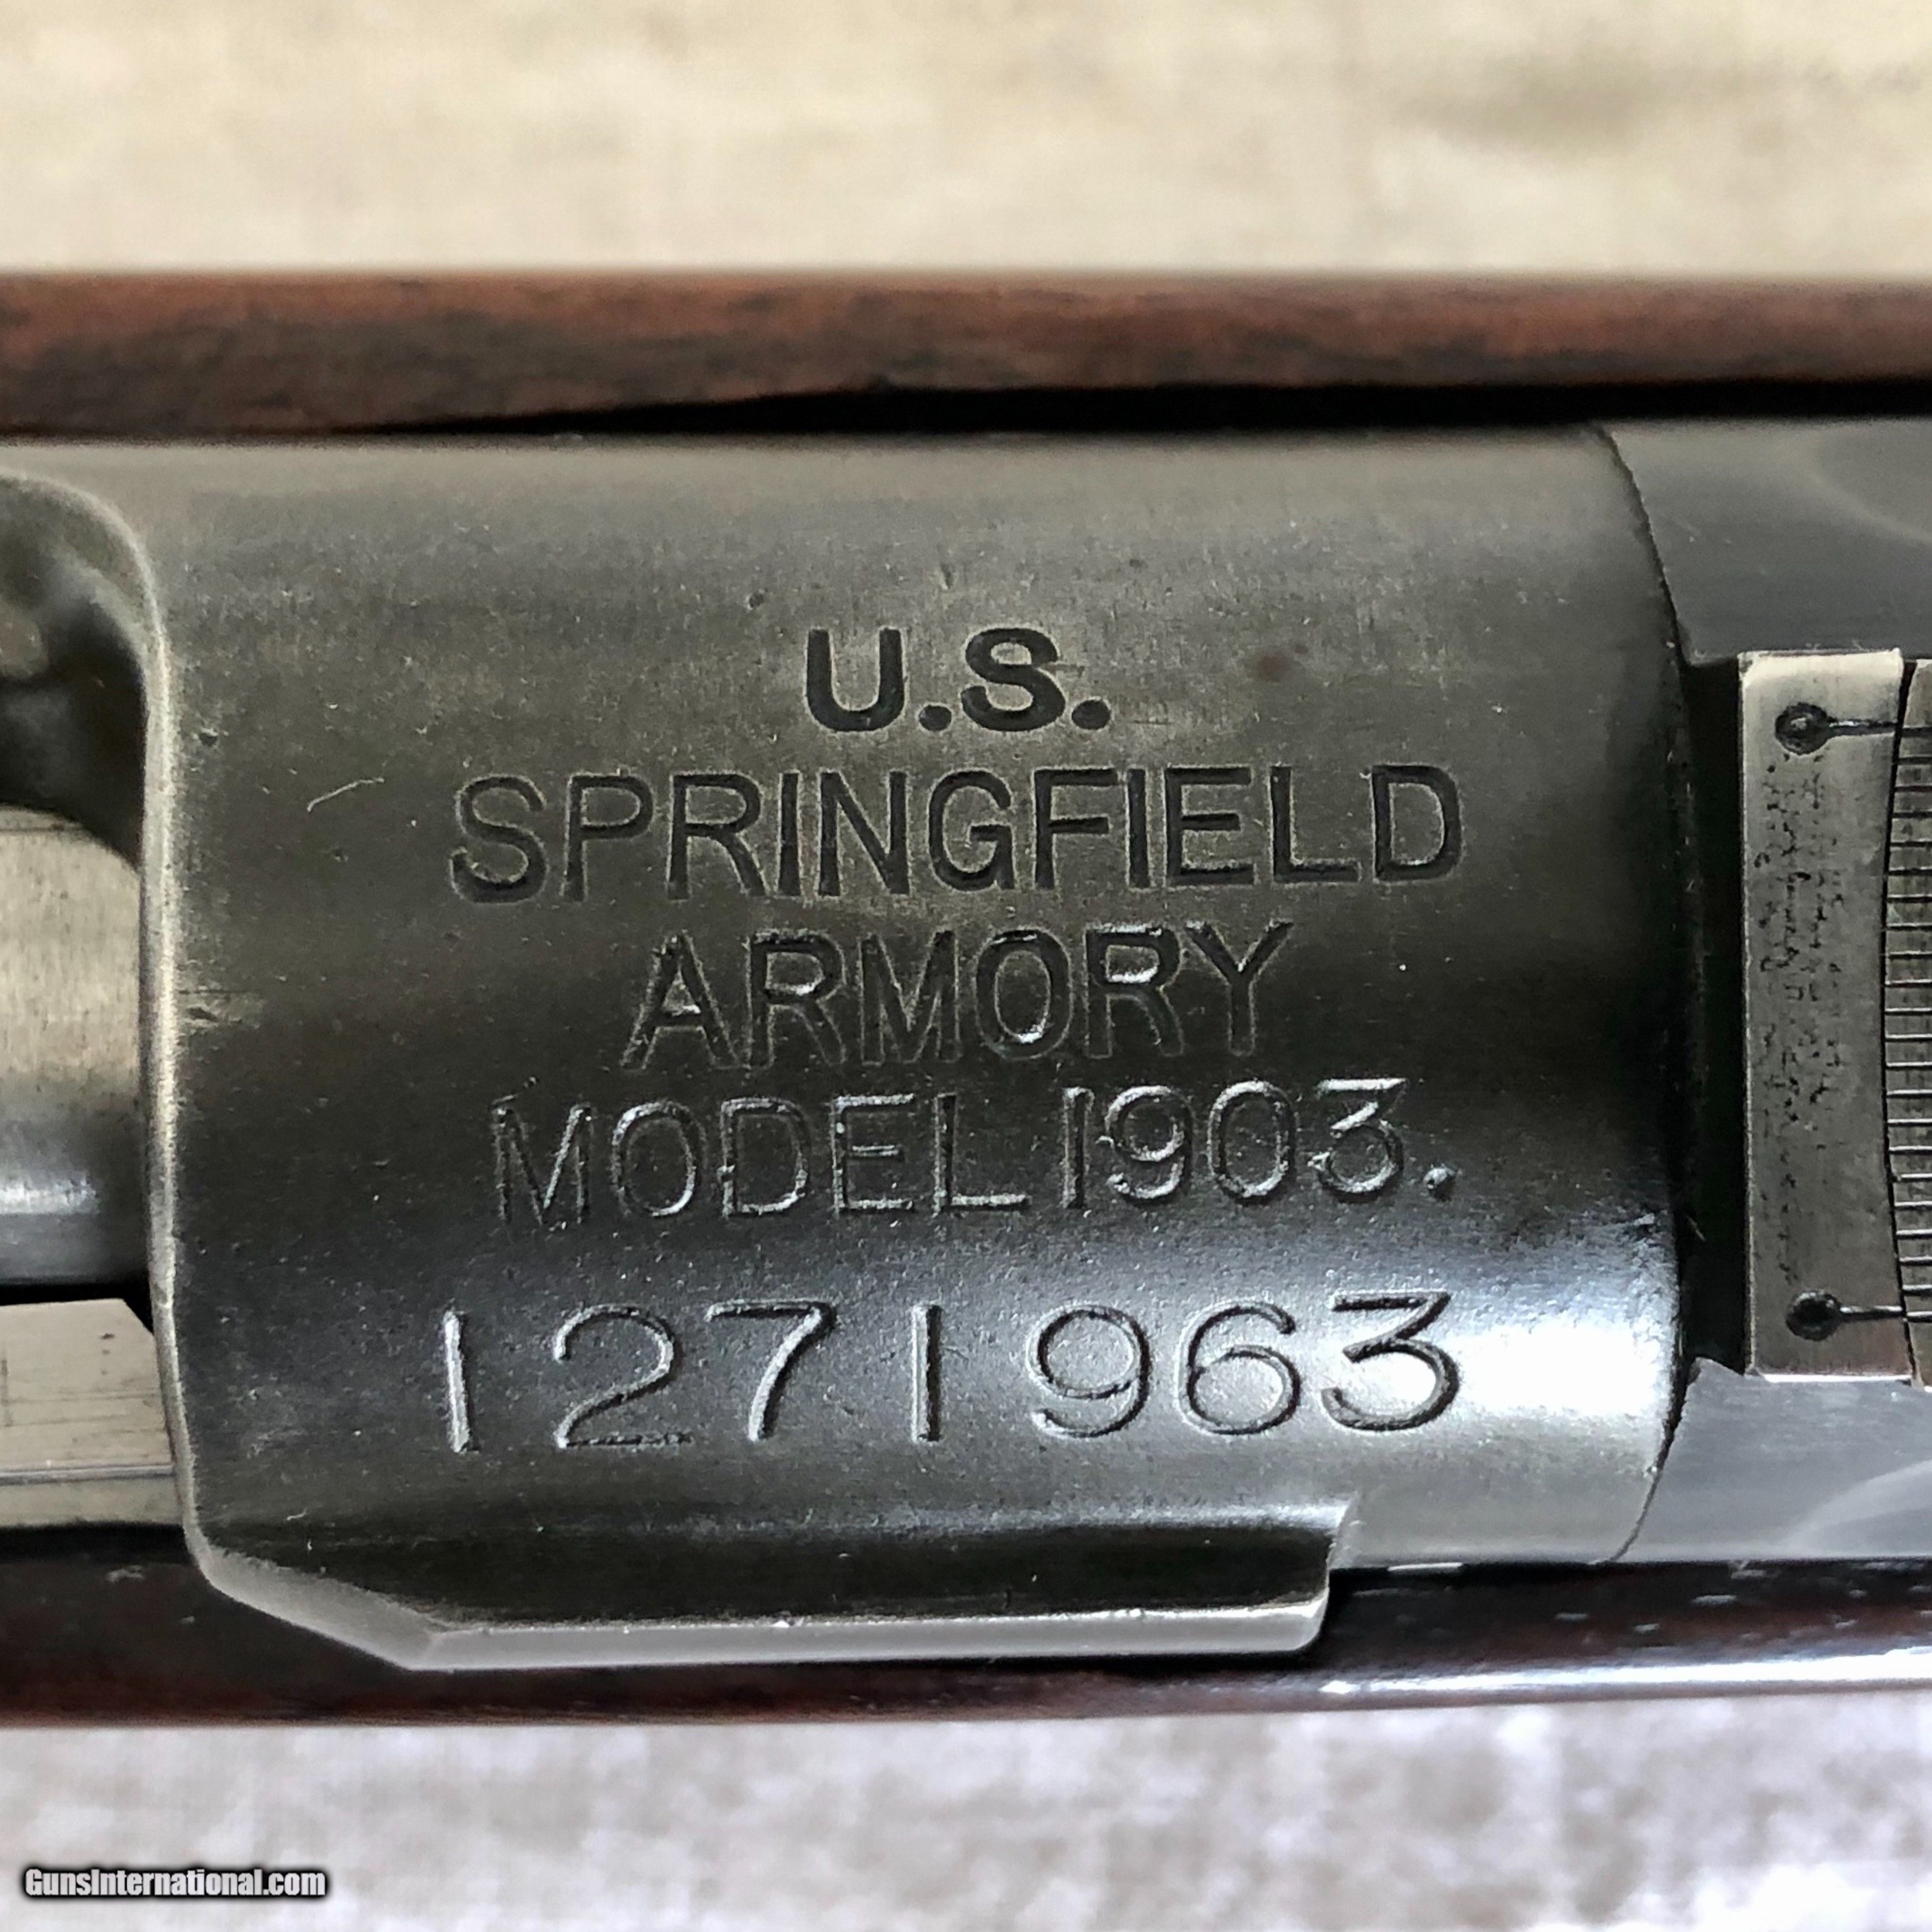 U.S.
SPRINGFIELD
ARMORY
MODEL 1903.
1271963
GunsInternational.com